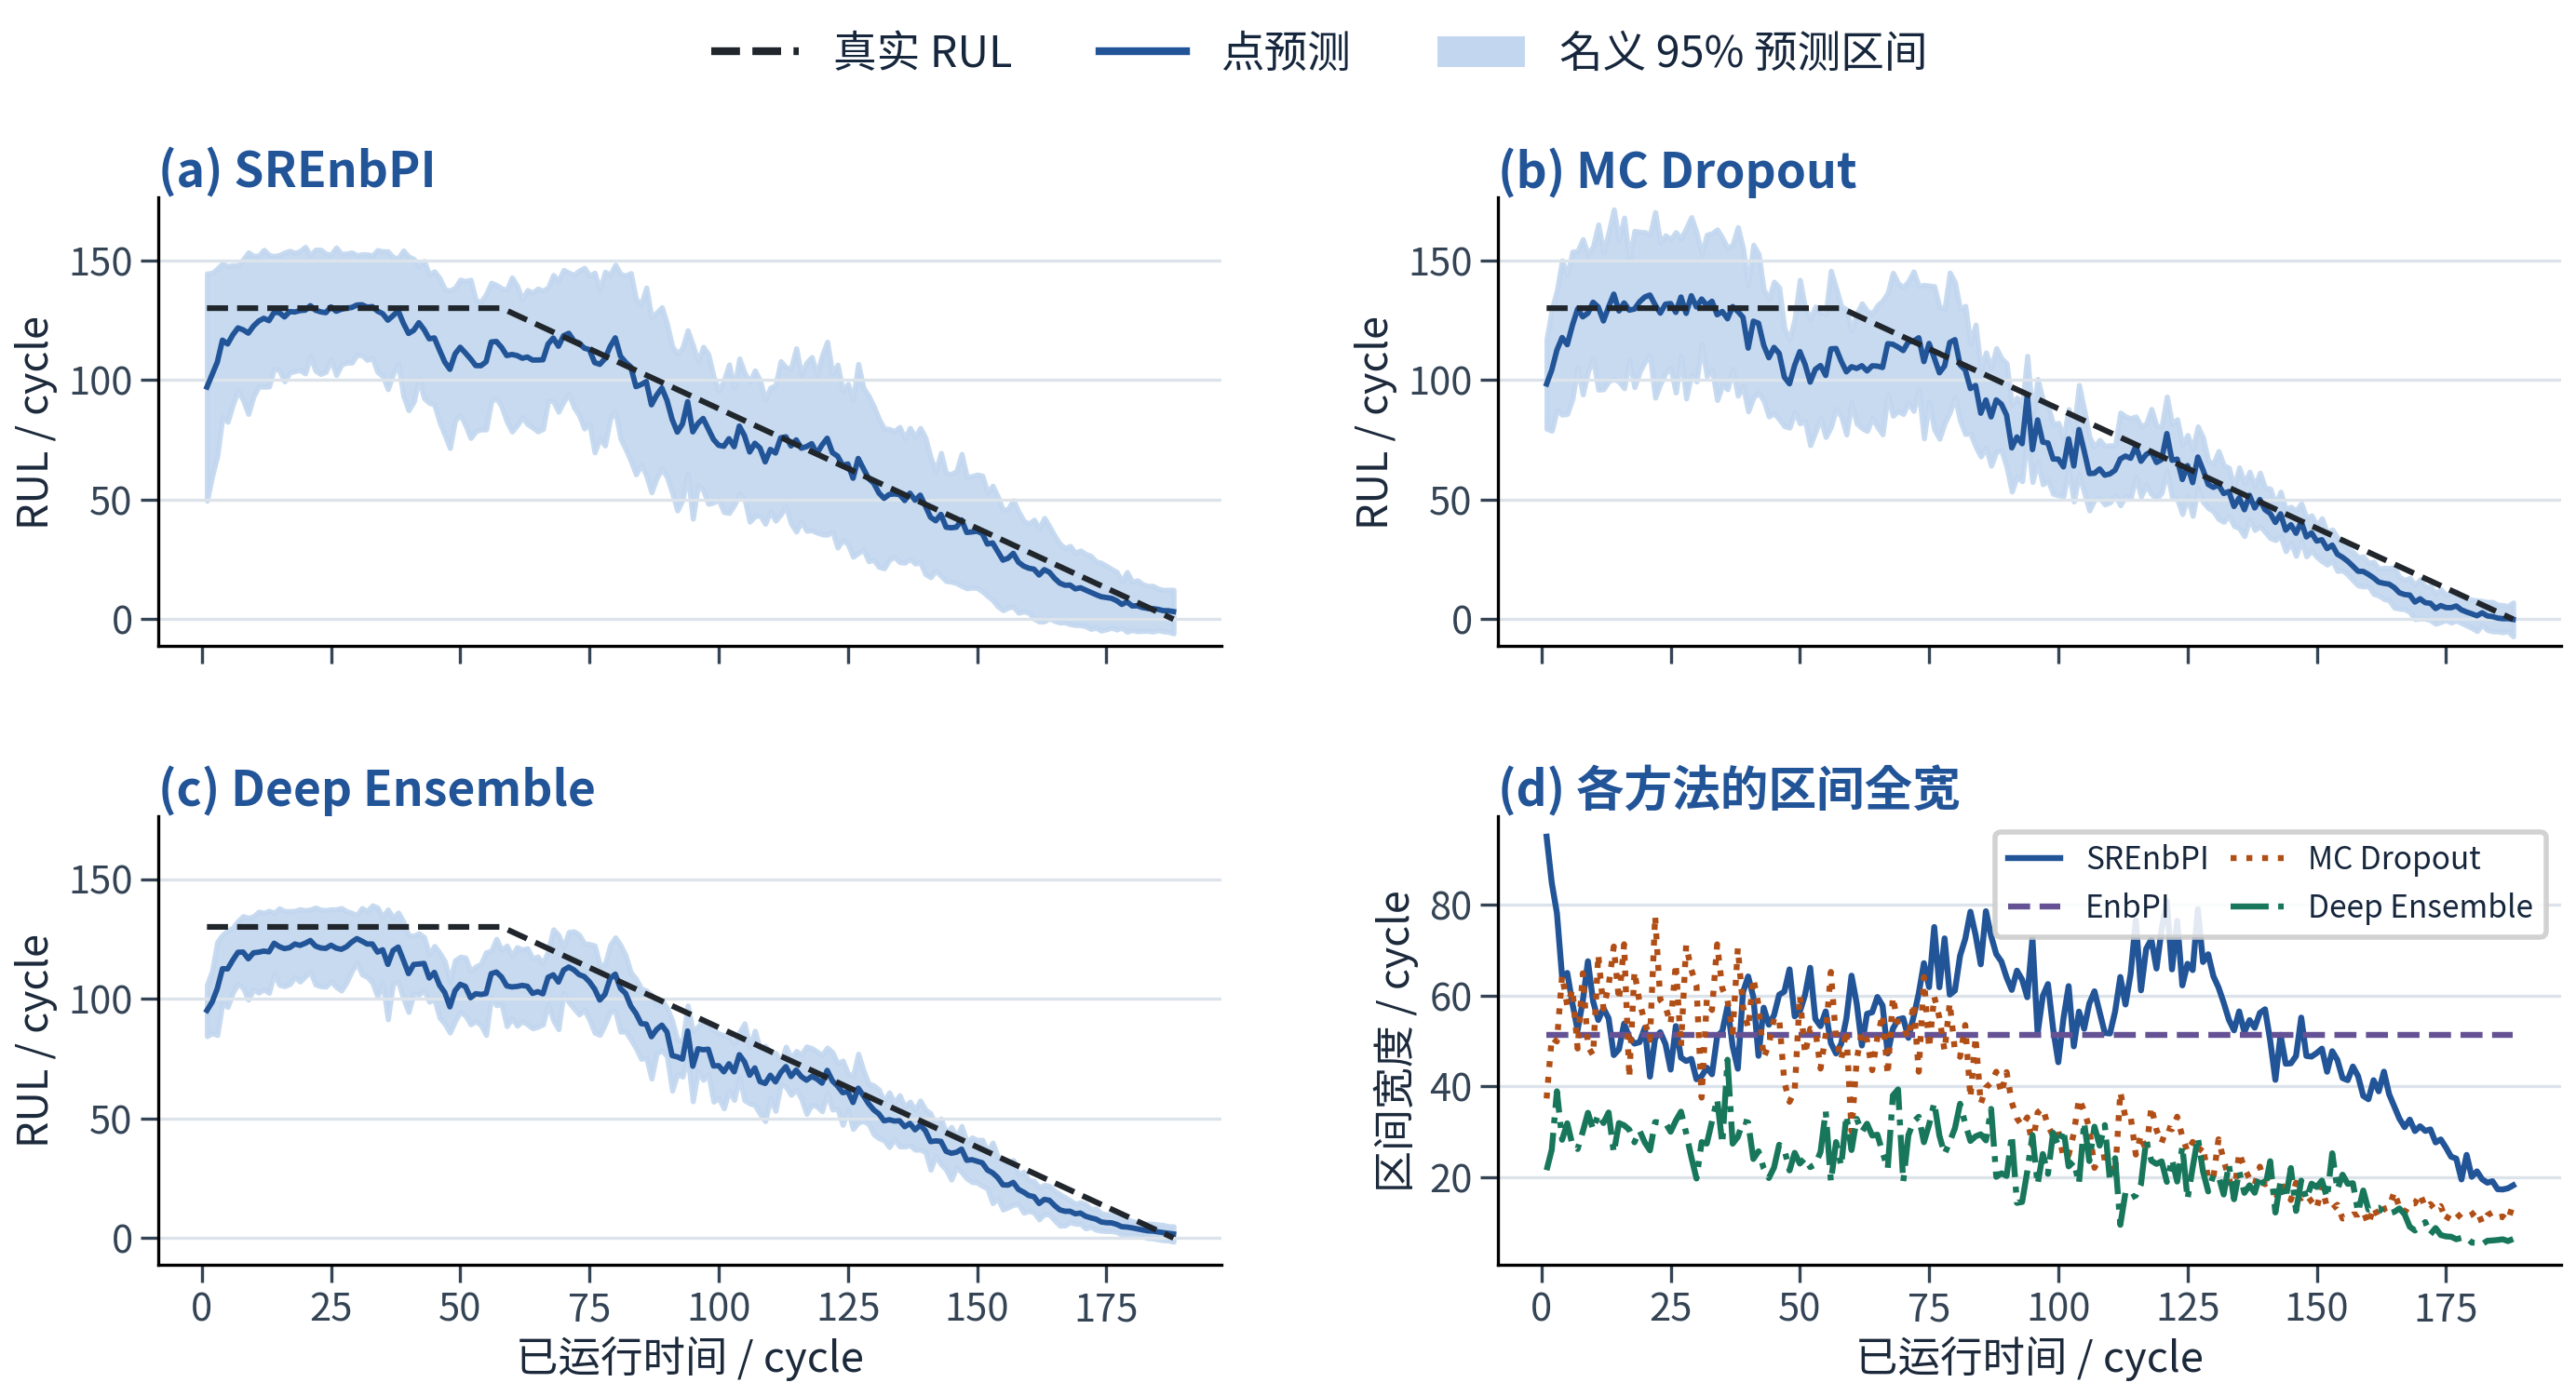 真实 RUL 点预测 名义 95% 预测区间
(a) SREnbPI
RUL / cycle
150
100
50
0
(b) MC Dropout
RUL / cycle
150
100
50
0
(c) Deep Ensemble
RUL / cycle
150
100
50
0
0 25 50 75 100 125 150 175
已运行时间 / cycle
(d) 各方法的区间全宽
区间宽度 / cycle
80
60
40
20
SREnbPI MC Dropout
EnbPI Deep Ensemble
0 25 50 75 100 125 150 175
已运行时间 / cycle